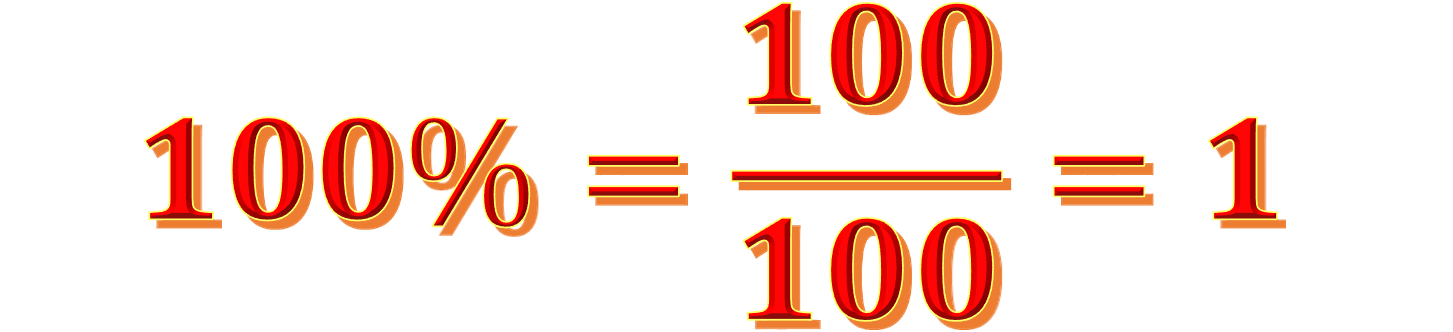 100% = 100/100 = 1